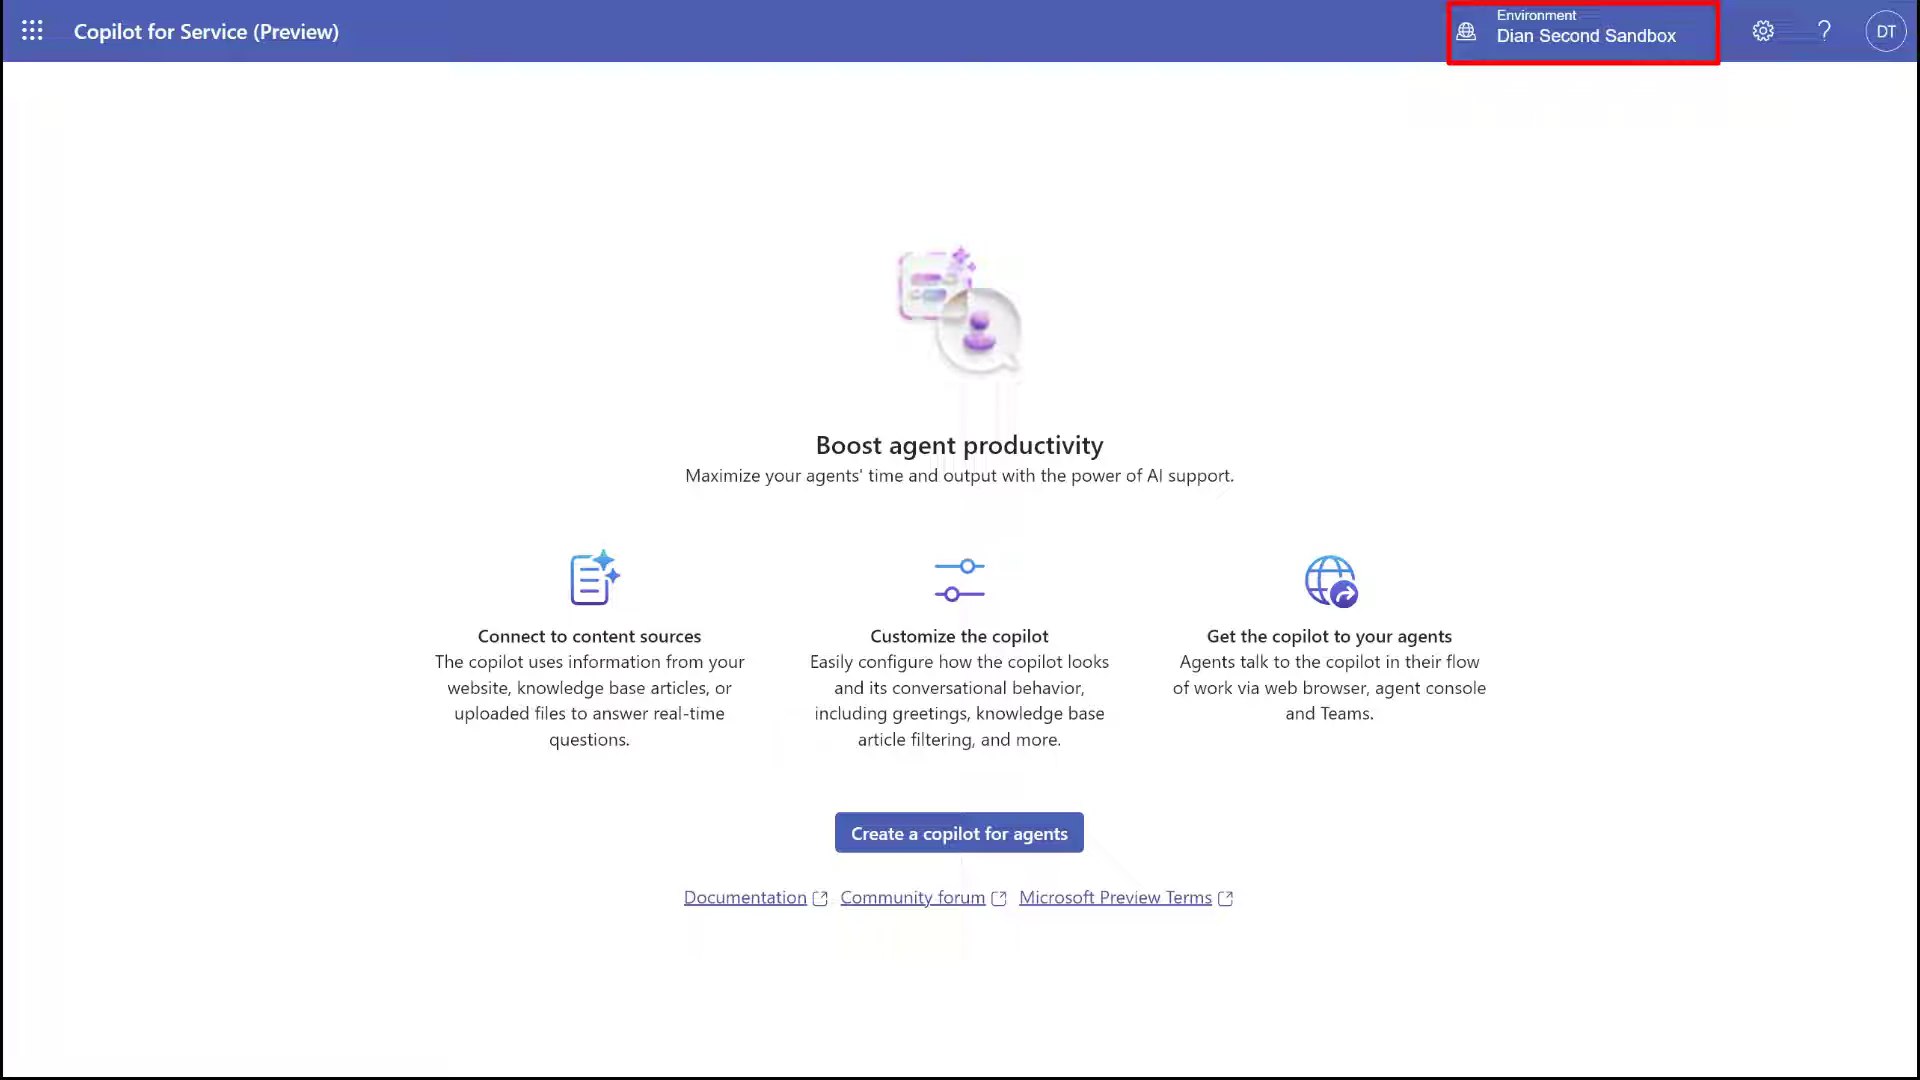 Copilot for Service (Preview)
Environment
Dian Second Sandbox
?
DT
Boost agent productivity
Maximize your agents' time and output with the power of AI support.
Connect to content sources
The copilot uses information from your
website, knowledge base articles, or
uploaded files to answer real-time
questions.
Customize the copilot
Easily configure how the copilot looks
and its conversational behavior,
including greetings, knowledge base
article filtering, and more.
Get the copilot to your agents
Agents talk to the copilot in their flow
of work via web browser, agent console
and Teams.
Create a copilot for agents
Documentation Community forum Microsoft Preview Terms